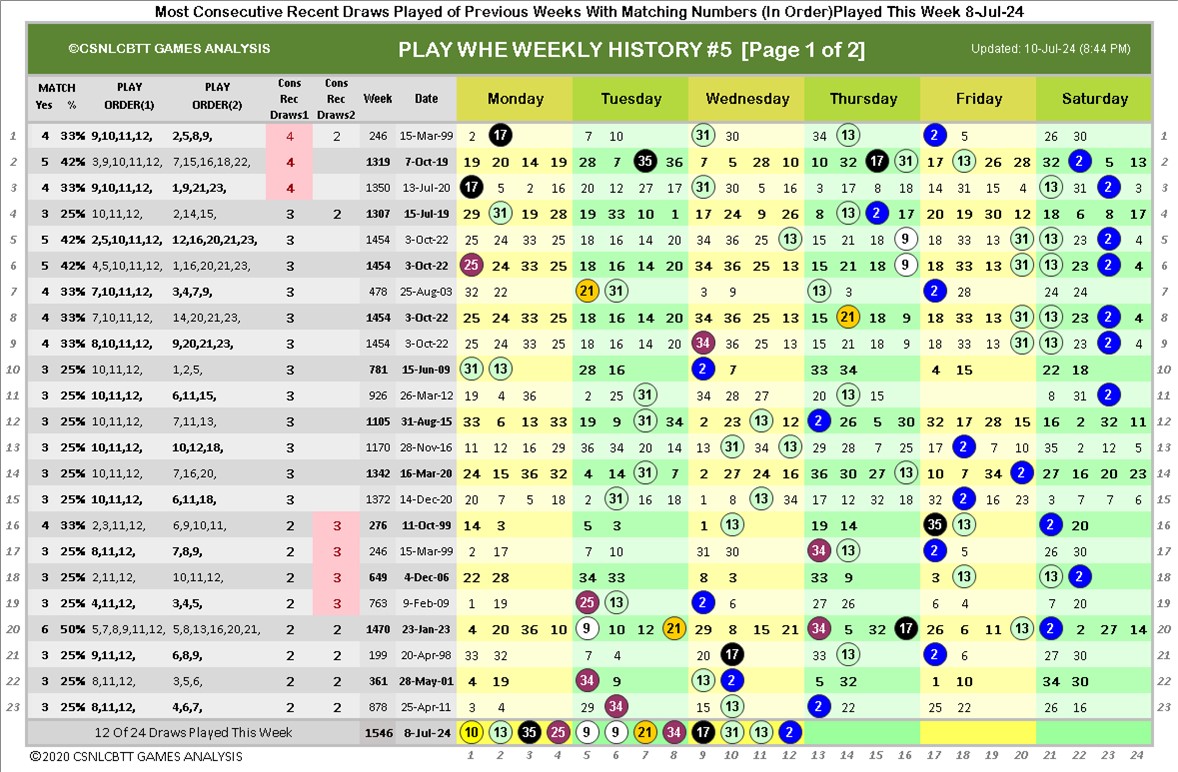 Most Consecutive Recent Draws Played of Previous Weeks With Matching Numbers (In Order)Played This Week 8-Jul-24
©CSNLCBTT GAMES ANALYSIS PLAY WHE WEEKLY HISTORY #5 [Page 1 of 2] Updated: 10-Jul-24 (8:44 PM)
MATCH Yes % PLAY ORDER(1) PLAY ORDER(2) Cons Rec Draws1 Cons Rec Draws2 Week Date Monday Tuesday Wednesday Thursday Friday Saturday
1 4 33% 9,10,11,12, 2,5,8,9, 4 2 246 15-Mar-99 2 17 7 10 31 30 34 13 2 5 26 30 1
2 5 42% 3,9,10,11,12, 7,15,16,18,22, 4 1319 7-Oct-19 19 20 14 19 28 7 35 36 7 5 28 10 10 32 17 31 17 13 26 28 32 2 5 13 2
3 4 33% 9,10,11,12, 1,9,21,23, 4 1350 13-Jul-20 17 5 2 16 20 12 27 17 31 30 5 16 3 17 8 18 14 31 15 4 13 31 2 3 3
4 3 25% 10,11,12, 2,14,15, 3 2 1307 15-Jul-19 29 31 19 28 19 33 10 1 17 24 9 26 8 13 2 17 20 19 30 12 18 6 8 17 4
5 5 42% 2,5,10,11,12, 12,16,20,21,23, 3 1454 3-Oct-22 25 24 33 25 18 16 14 20 34 36 25 13 15 21 18 9 18 33 13 31 13 23 2 4 5
6 5 42% 4,5,10,11,12, 1,16,20,21,23, 3 1454 3-Oct-22 25 24 33 25 18 16 14 20 34 36 25 13 15 21 18 9 18 33 13 31 13 23 2 4 6
7 4 33% 7,10,11,12, 3,4,7,9, 3 478 25-Aug-03 32 22 21 31 3 9 13 3 2 28 24 24 7
8 4 33% 7,10,11,12, 14,20,21,23, 3 1454 3-Oct-22 25 24 33 25 18 16 14 20 34 36 25 13 15 21 18 9 18 33 13 31 13 23 2 4 8
9 4 33% 8,10,11,12, 9,20,21,23, 3 1454 3-Oct-22 25 24 33 25 18 16 14 20 34 36 25 13 15 21 18 9 18 33 13 31 13 23 2 4 9
10 3 25% 10,11,12, 1,2,5, 3 781 15-Jun-09 31 13 28 16 2 7 33 34 4 15 22 18 10
11 3 25% 10,11,12, 6,11,15, 3 926 26-Mar-12 19 4 36 2 25 31 34 28 27 20 13 15 8 31 2 11
12 3 25% 10,12,12, 7,11,13, 3 1105 31-Aug-15 33 6 13 33 19 9 31 34 2 23 13 12 2 26 5 30 32 17 28 15 16 2 32 11 12
13 3 25% 10,11,12, 10,12,18, 3 1170 28-Nov-16 11 12 16 29 36 34 20 14 13 31 34 13 29 28 7 25 17 2 7 10 35 2 12 5 13
14 3 25% 10,11,12, 7,16,20, 3 1342 16-Mar-20 24 15 36 32 4 14 31 7 2 27 24 16 36 30 27 13 10 7 34 2 27 16 20 23 14
15 3 25% 10,11,12, 6,11,18, 3 1372 14-Dec-20 20 7 5 18 2 31 16 18 1 8 13 34 17 12 32 18 32 2 16 23 3 7 7 6 15
16 4 33% 2,3,11,12, 6,9,10,11, 2 3 276 11-Oct-99 14 3 5 3 1 13 19 14 35 13 2 20 16
17 3 25% 8,11,12, 7,8,9, 2 3 246 15-Mar-99 2 17 7 10 31 30 34 13 2 5 26 30 17
18 3 25% 2,11,12, 10,11,12, 2 3 649 4-Dec-06 22 28 34 33 8 3 33 9 3 13 13 2 18
19 3 25% 4,11,12, 3,4,5, 2 3 763 9-Feb-09 1 19 25 13 2 6 27 26 6 4 7 20 19
20 6 50% 5,7,3,9,11,12, 5,8,13,16,20,21, 2 2 1470 23-Jan-23 4 20 36 10 9 10 12 21 29 8 15 21 34 5 32 17 26 6 11 13 2 2 27 14 20
21 3 25% 9,11,12, 6,8,9, 2 2 199 20-Apr-98 33 32 7 4 20 17 33 13 2 6 27 30 21
22 3 25% 8,11,12, 3,5,6, 2 2 361 28-May-01 4 19 34 9 13 2 5 32 1 10 34 30 22
23 3 25% 8,11,12, 4,6,7, 2 2 878 25-Apr-11 3 4 29 34 15 13 2 22 25 22 26 16 23
12 Of 24 Draws Played This Week 1546 8-Jul-24 10 13 35 25 9 9 21 34 17 31 13 2
©2020 CSNLCBTT GAMES ANALYSIS 1 2 3 4 5 6 7 8 9 10 11 12 13 14 15 16 17 18 19 20 21 22 23 24